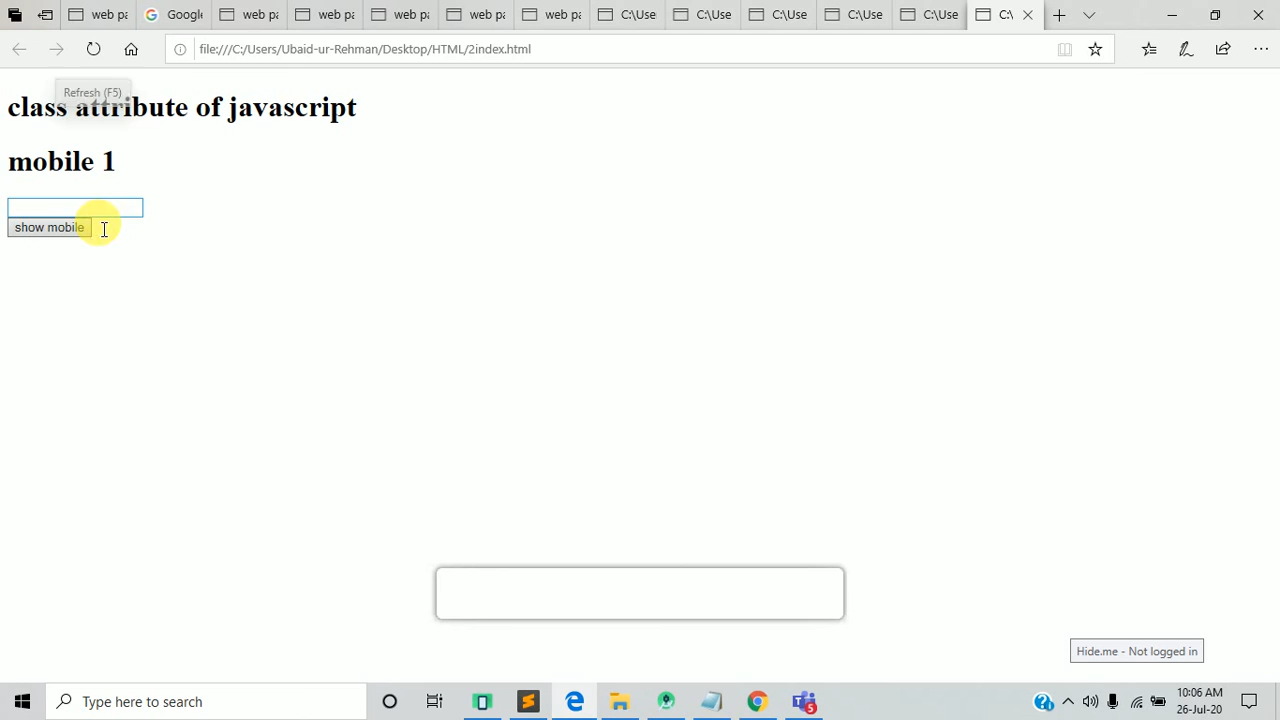 Google
web pa
web pa
web pa
web pa
web pa
web pa
C:\Use
C:\Use
C:\Use
C:\Use
C:\Use
C:\
file:///C:/Users/Ubaid-ur-Rehman/Desktop/HTML/2index.html
Refresh (F5)
class attribute of javascript
mobile 1
show mobile
Hide.me - Not logged in
Type here to search
5
10:06 AM
26-Jul-20